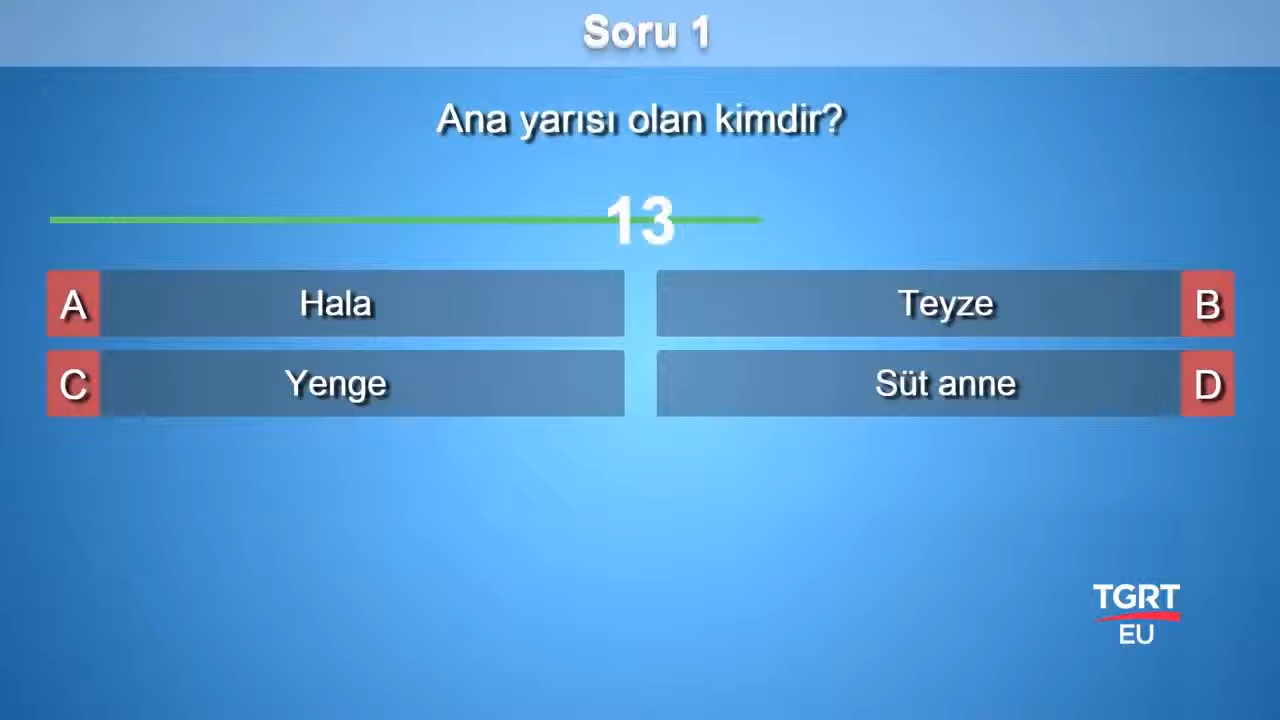 Soru 1
Ana yarısı olan kimdir?
13
A Hala
Teyze B
C Yenge
Süt anne D
TGRT
EU